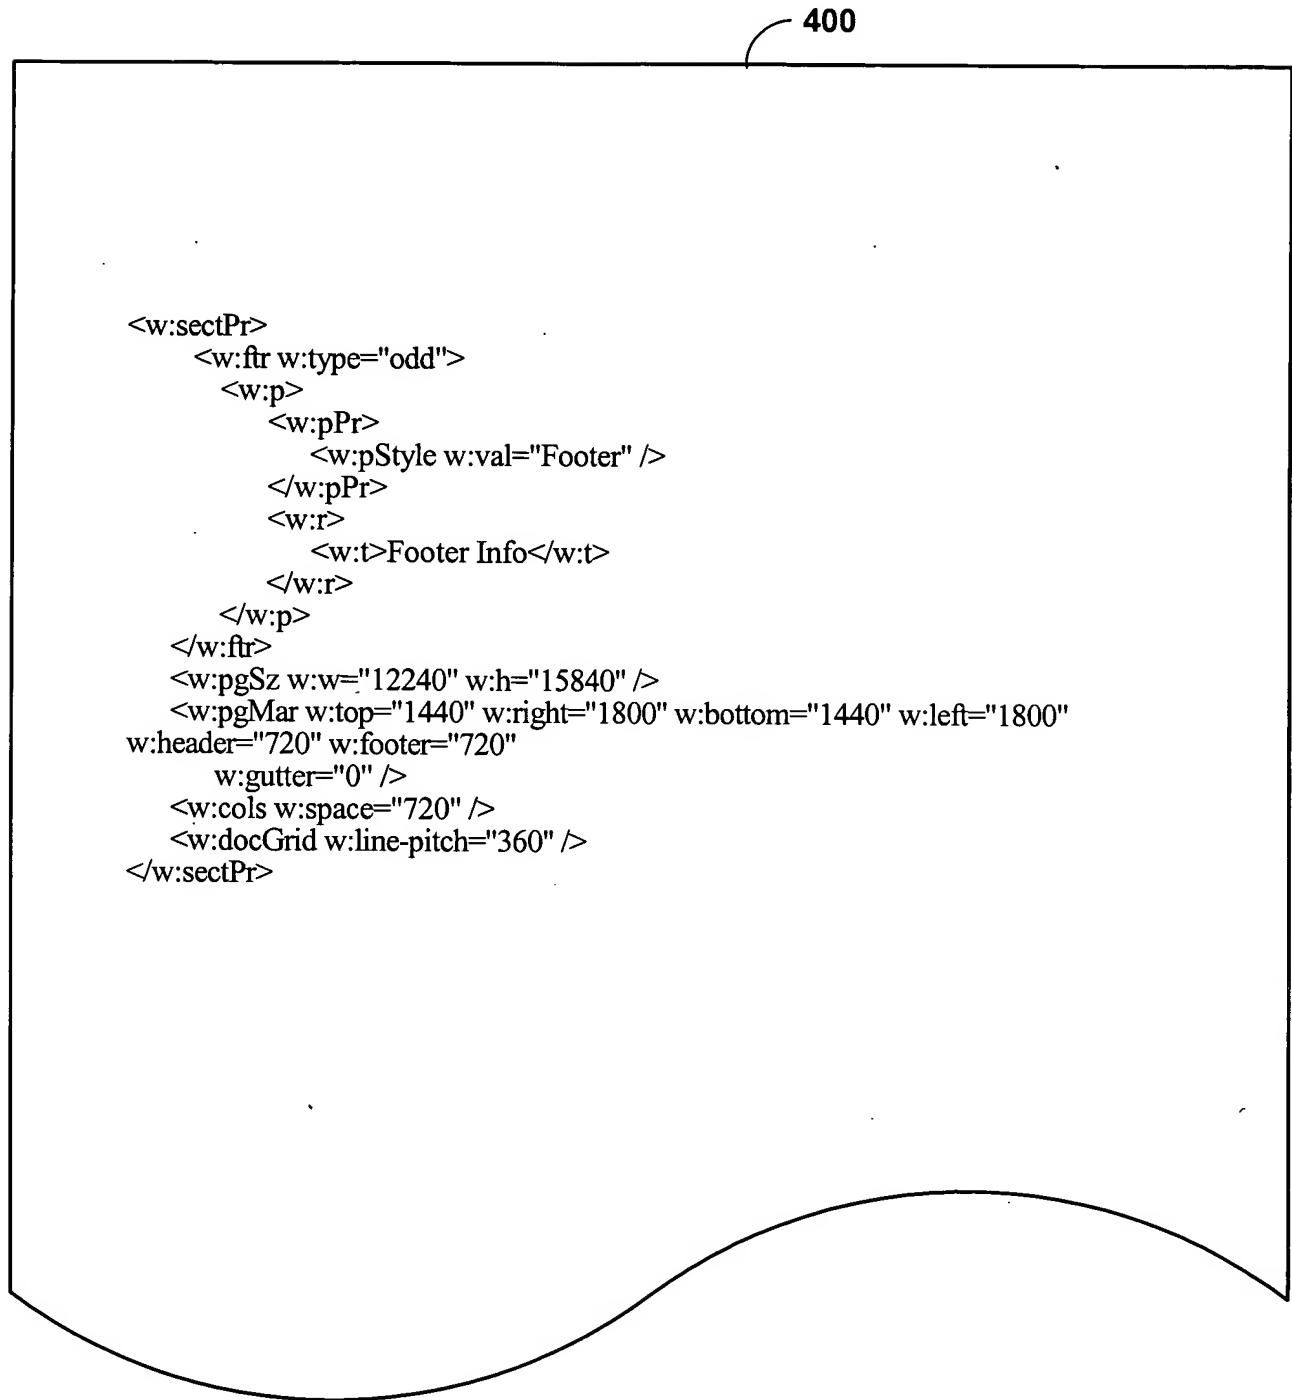 400
<w:sectPr>
<w:ftr w:type="odd">
<w:p>
<w:pPr>
<w:pStyle w:val="Footer" />
</w:pPr>
<w:r>
<w:t>Footer Info</w:t>
</w:r>
</w:p>
</w:ftr>
<w:pgSz w:w="12240" w:h="15840" />
<w:pgMar w:top="1440" w:right="1800" w:bottom="1440" w:left="1800"
w:header="720" w:footer="720"
w:gutter="0" />
<w:cols w:space="720" />
<w:docGrid w:line-pitch="360" />
</w:sectPr>